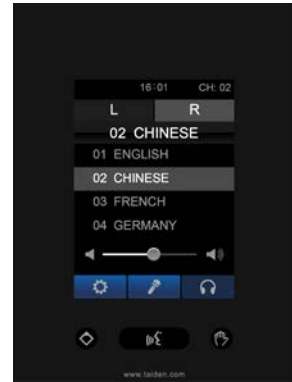 16:01 CH: 02
L R
02 CHINESE
01 ENGLISH
02 CHINESE
03 FRENCH
04 GERMANY
www.taiden.com